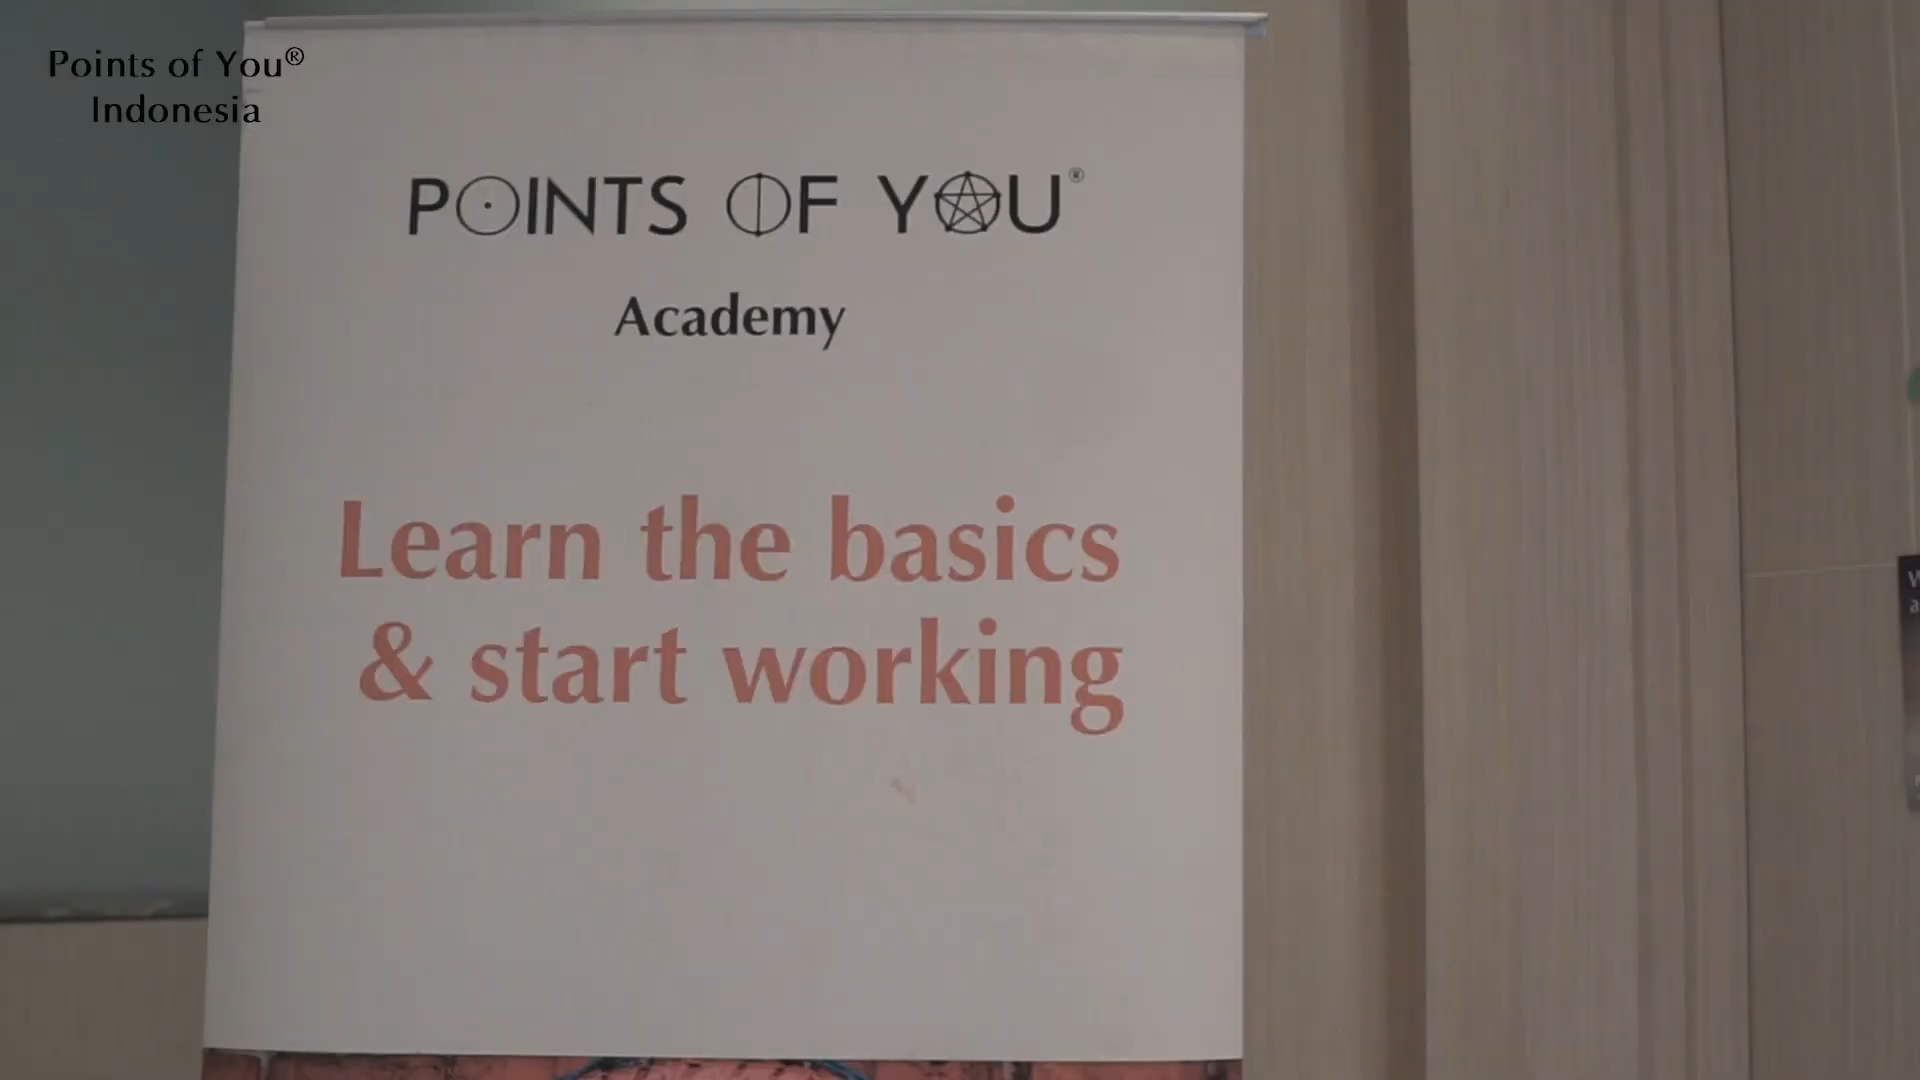 Points of You®
Indonesia
POINTS OF YOU®
Academy
Learn the basics
& start working